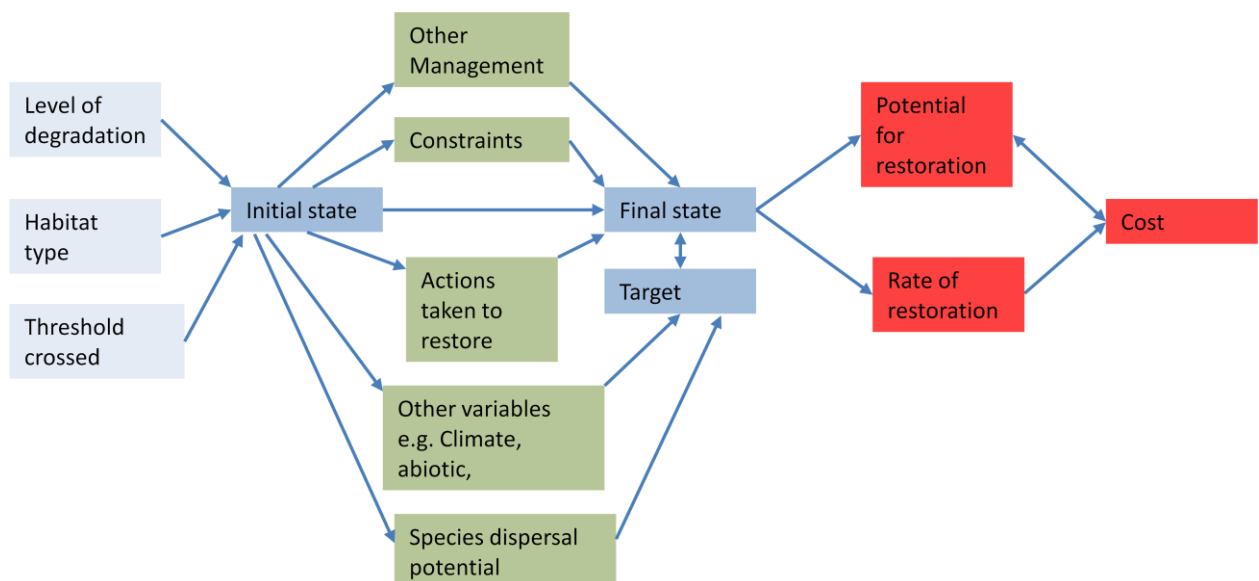 Level of
degradation
Habitat
type
Threshold
crossed
Initial state
Other
Management
Constraints
Actions
taken to
restore
Other variables
e.g. Climate,
abiotic,
Species dispersal
potential
Final state
Target
Potential
for
restoration
Rate of
restoration
Cost